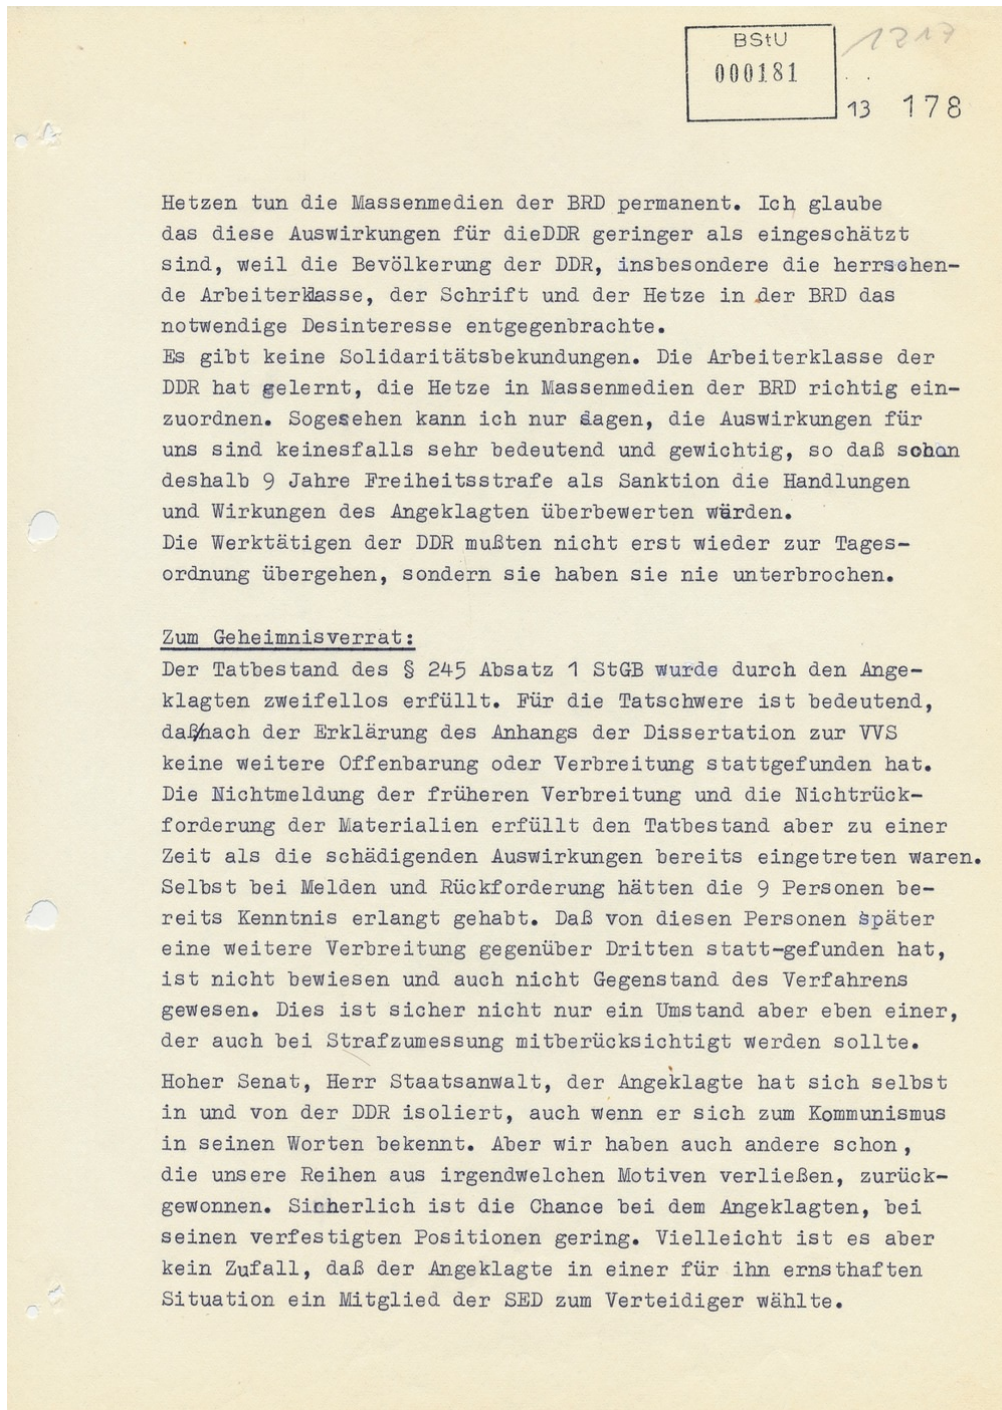 BStU
000181
1217
13 178
Hetzen tun die Massenmedien der BRD permanent. Ich glaube
das diese Auswirkungen für dieDDR geringer als eingeschätzt
sind, weil die Bevölkerung der DDR, insbesondere die herrschen-
de Arbeiterklasse, der Schrift und der Hetze in der BRD das
notwendige Desinteresse entgegenbrachte.
Es gibt keine Solidaritätsbekundungen. Die Arbeiterklasse der
DDR hat gelernt, die Hetze in Massenmedien der BRD richtig ein-
zuordnen. Sogesehen kann ich nur sagen, die Auswirkungen für
uns sind keinesfalls sehr bedeutend und gewichtig, so daß schon
deshalb 9 Jahre Freiheitsstrafe als Sanktion die Handlungen
und Wirkungen des Angeklagten überbewerten würden.
Die Werktätigen der DDR mußten nicht erst wieder zur Tages-
ordnung übergehen, sondern sie haben sie nie unterbrochen.
Zum Geheimnisverrat:
Der Tatbestand des § 245 Absatz 1 StGB wurde durch den Ange-
klagten zweifellos erfüllt. Für die Tatschwere ist bedeutend,
daß/nach der Erklärung des Anhangs der Dissertation zur VVS
keine weitere Offenbarung oder Verbreitung stattgefunden hat.
Die Nichtmeldung der früheren Verbreitung und die Nichtrück-
forderung der Materialien erfüllt den Tatbestand aber zu einer
Zeit als die schädigenden Auswirkungen bereits eingetreten waren.
Selbst bei Melden und Rückforderung hätten die 9 Personen be-
reits Kenntnis erlangt gehabt. Daß von diesen Personen später
eine weitere Verbreitung gegenüber Dritten statt-gefunden hat,
ist nicht bewiesen und auch nicht Gegenstand des Verfahrens
gewesen. Dies ist sicher nicht nur ein Umstand aber eben einer,
der auch bei Strafzumessung mitberücksichtigt werden sollte.
Hoher Senat, Herr Staatsanwalt, der Angeklagte hat sich selbst
in und von der DDR isoliert, auch wenn er sich zum Kommunismus
in seinen Worten bekennt. Aber wir haben auch andere schon,
die unsere Reihen aus irgendwelchen Motiven verließen, zurück-
gewonnen. Sicherlich ist die Chance bei dem Angeklagten, bei
seinen verfestigten Positionen gering. Vielleicht ist es aber
kein Zufall, daß der Angeklagte in einer für ihn ernsthaften
Situation ein Mitglied der SED zum Verteidiger wählte.